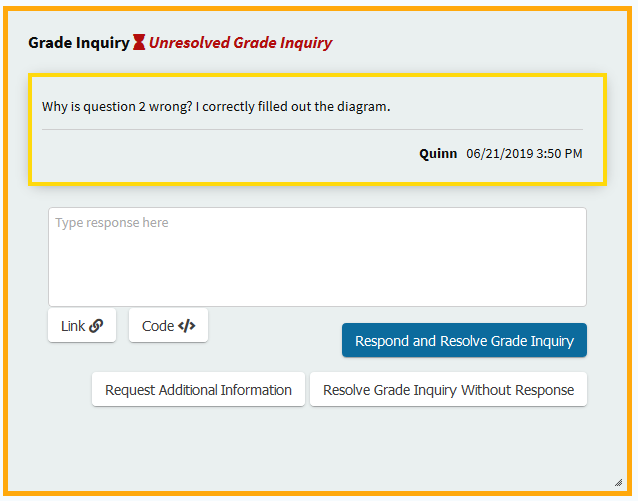 Grade Inquiry Unresolved Grade Inquiry
Why is question 2 wrong? I correctly filled out the diagram.
Quinn 06/21/2019 3:50 PM
Type response here
Link
Code </>
Respond and Resolve Grade Inquiry
Request Additional Information
Resolve Grade Inquiry Without Response